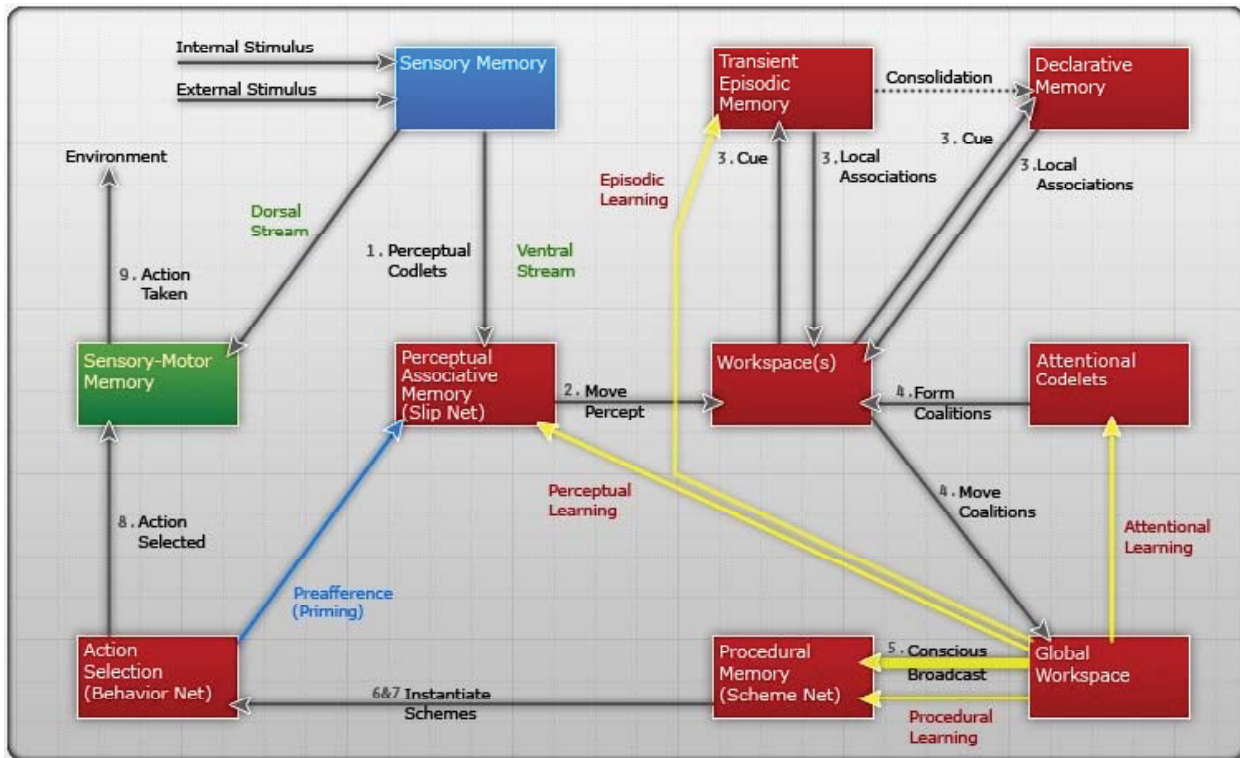 Internal Stimulus
External Stimulus
Sensory Memory
Transient
Episodic
Memory
Consolidation
Declarative
Memory
Environment
Dorsal
Stream
1. Perceptual
Codlets
Ventral
Stream
Episodic
Learning
3. Cue
3. Local
Associations
3. Cue
3. Local
Associations
9. Action
Taken
Sensory-Motor
Memory
Perceptual
Associative
Memory
(Slip Net)
2. Move
Percept
Workspace(s)
4. Form
Coalitions
Attentional
Codelets
8. Action
Selected
Preafference
(Priming)
Perceptual
Learning
4. Move
Coalitions
Attentional
Learning
Action
Selection
(Behavior Net)
6&7 Instantiate
Schemes
Procedural
Memory
(Scheme Net)
5. Conscious
Broadcast
Procedural
Learning
Global
Workspace